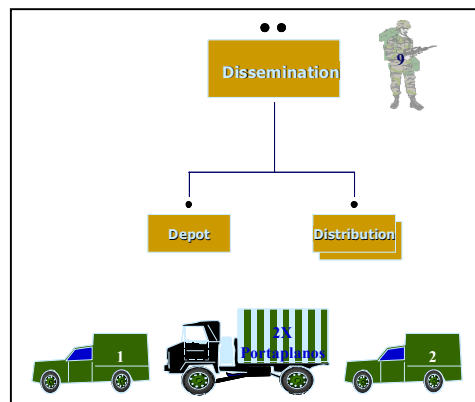 Dissemination
9
Depot
Distribution
1
2X
Portaplanos
2